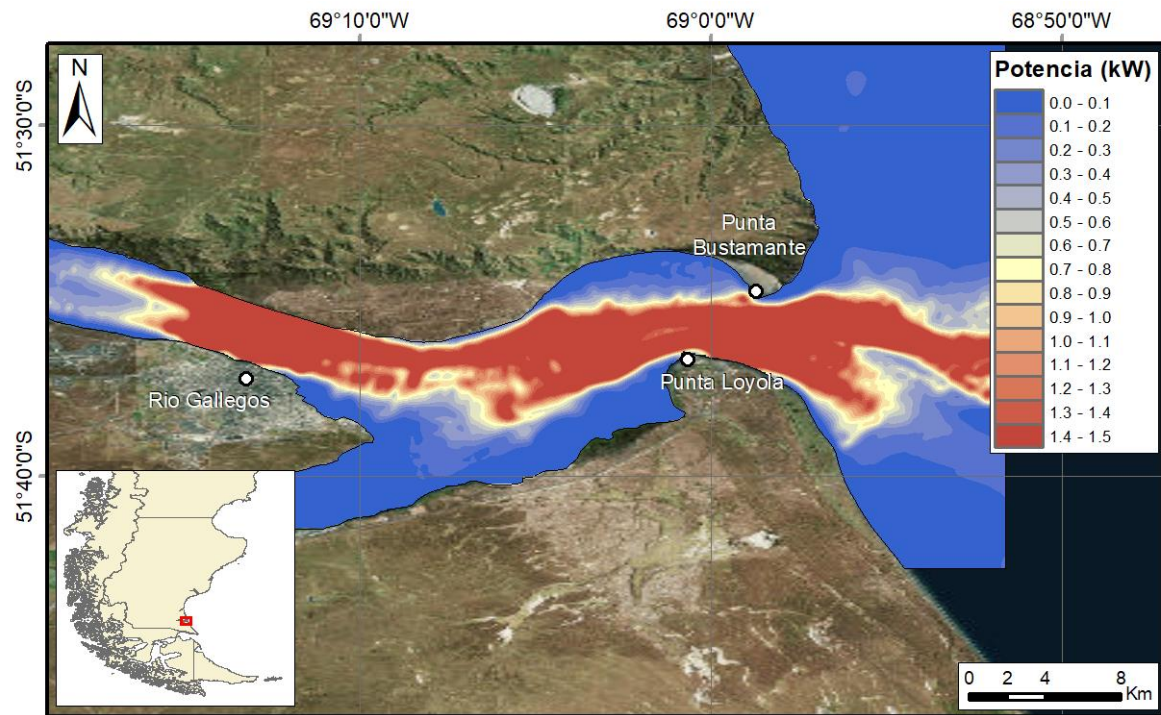 69°10'0"W
69°0'0"W
68°50'0"W
N
Potencia (kW)
0.0 - 0.1
0.1 - 0.2
0.2 - 0.3
0.3 - 0.4
0.4 - 0.5
0.5 - 0.6
0.6 - 0.7
0.7 - 0.8
0.8 - 0.9
0.9 - 1.0
1.0 - 1.1
1.1 - 1.2
1.2 - 1.3
1.3 - 1.4
1.4 - 1.5
51°30'0"S
Punta
Bustamante
Rio Gallegos
Punta Loyola
51°40'0"S
0 2 4 8
Km